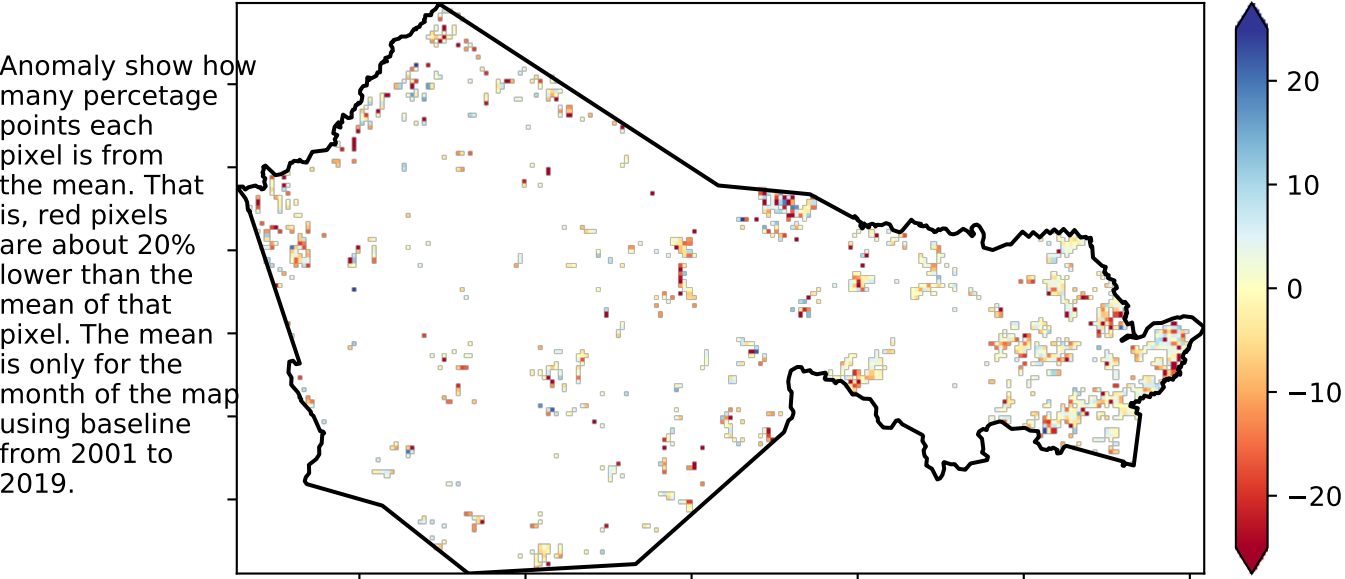 Anomaly show how
many percetage
points each
pixel is from
the mean. That
is, red pixels
are about 20%
lower than the
mean of that
pixel. The mean
is only for the
month of the map
using baseline
from 2001 to
2019.
20
10
0
−10
−20